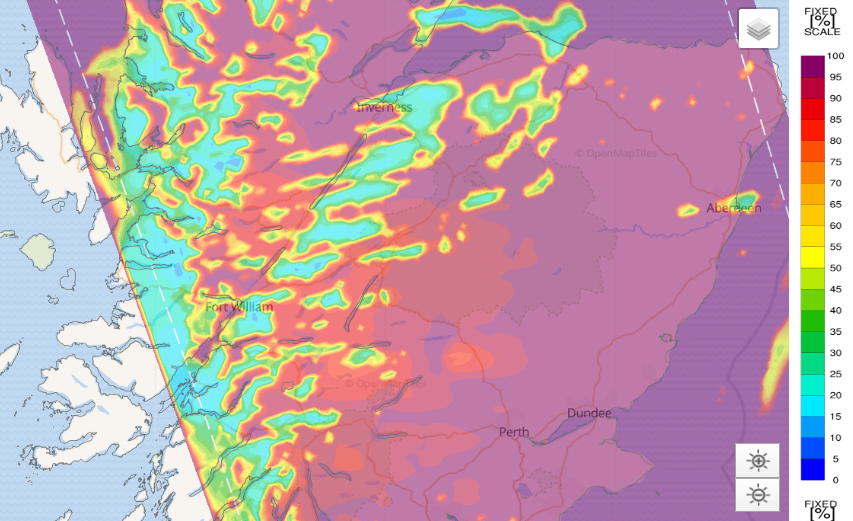 FIXED
[%]
SCALE
100
95
90
85
80
75
70
65
60
55
50
45
40
35
30
25
20
15
10
5
0
FIXED
[%]
Inverness
© OpenMapTiles
Aberdeen
Fort William
© OpenMapTiles
Dundee
Perth